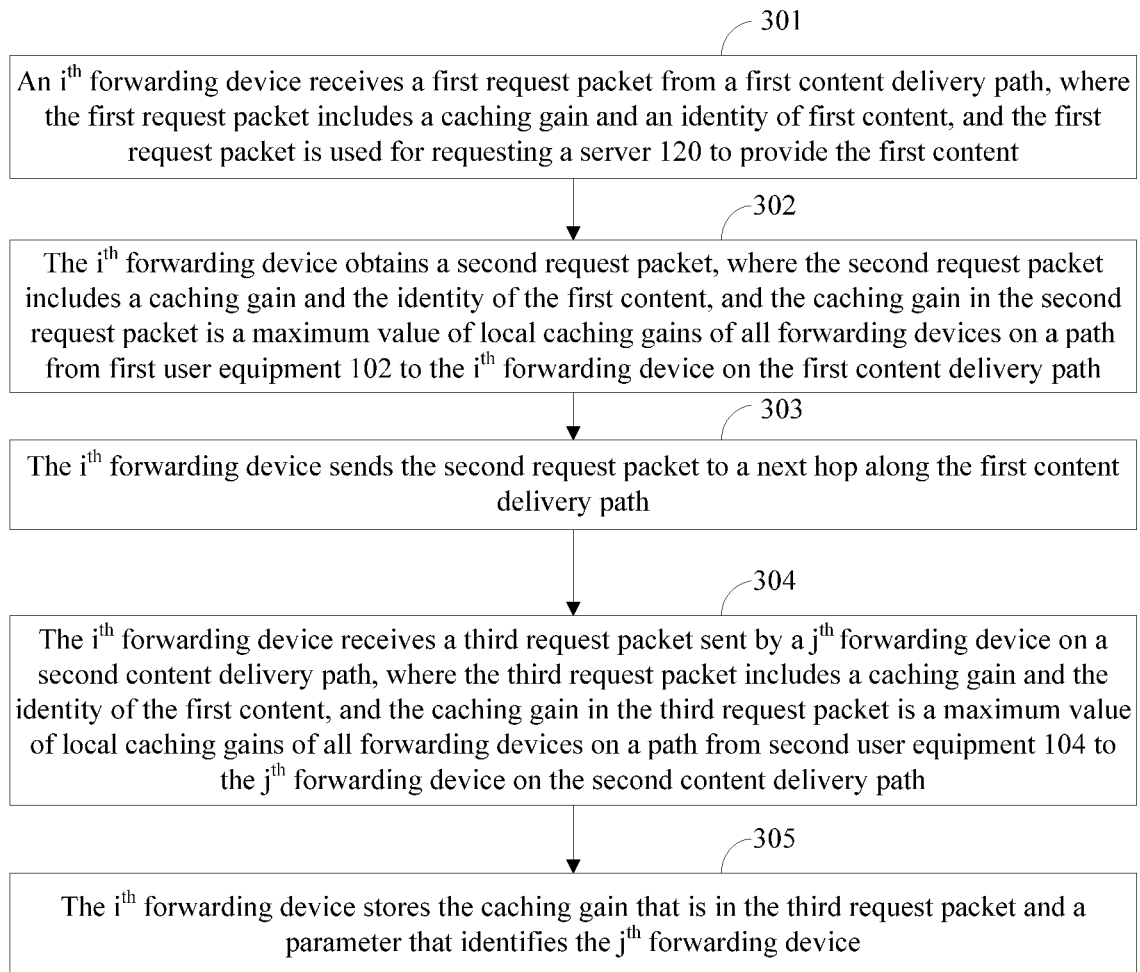 301
An iᵗʰ forwarding device receives a first request packet from a first content delivery path, where
the first request packet includes a caching gain and an identity of first content, and the first
request packet is used for requesting a server 120 to provide the first content
302
The iᵗʰ forwarding device obtains a second request packet, where the second request packet
includes a caching gain and the identity of the first content, and the caching gain in the second
request packet is a maximum value of local caching gains of all forwarding devices on a path
from first user equipment 102 to the iᵗʰ forwarding device on the first content delivery path
303
The iᵗʰ forwarding device sends the second request packet to a next hop along the first content
delivery path
304
The iᵗʰ forwarding device receives a third request packet sent by a jᵗʰ forwarding device on a
second content delivery path, where the third request packet includes a caching gain and the
identity of the first content, and the caching gain in the third request packet is a maximum value
of local caching gains of all forwarding devices on a path from second user equipment 104 to
the jᵗʰ forwarding device on the second content delivery path
305
The iᵗʰ forwarding device stores the caching gain that is in the third request packet and a
parameter that identifies the jᵗʰ forwarding device